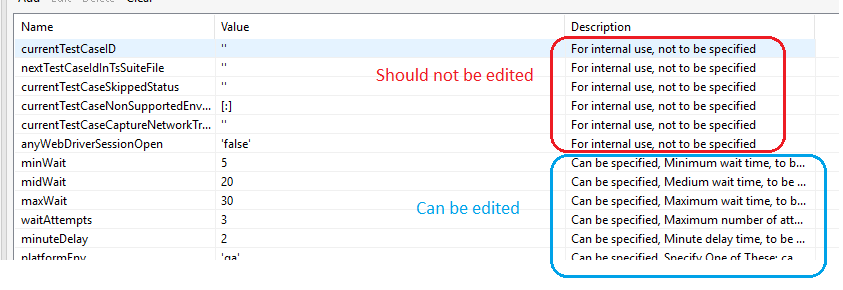 Add Edit Delete Clear
Name Value Description
currentTestCaseID '' For internal use, not to be specified
nextTestCaseIdInTsSuiteFile '' For internal use, not to be specified
currentTestCaseSkippedStatus '' For internal use, not to be specified
currentTestCaseNonSupportedEnv... [:] For internal use, not to be specified
currentTestCaseCaptureNetworkTr... '' For internal use, not to be specified
anyWebDriverSessionOpen 'false' For internal use, not to be specified
Should not be edited
minWait 5 Can be specified, Minimum wait time, to b...
midWait 20 Can be specified, Medium wait time, to be ...
maxWait 30 Can be specified, Maximum wait time, to b...
waitAttempts 3 Can be specified, Maximum number of att...
minuteDelay 2 Can be specified, Minute delay time, to be ...
platformEnv 'qa' Can be specified, Specify One of These: ca...
Can be edited